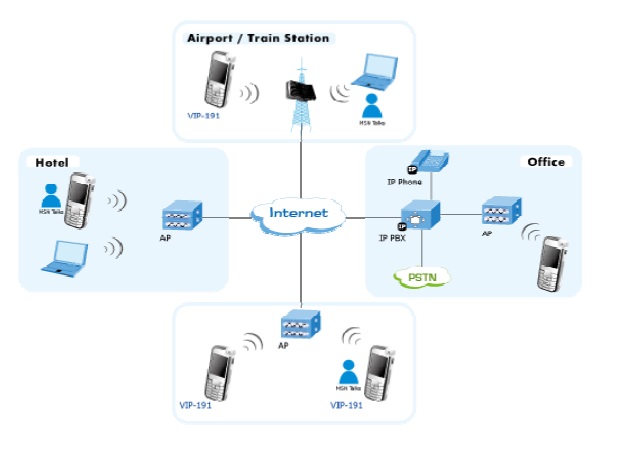 Airport / Train Station
VIP-191
MSN Talks
Hotel
MSN Talks
AP
Internet
Office
IP
IP Phone
IP
IP PBX
AP
PSTN
AP
VIP-191
MSN Talks
VIP-191